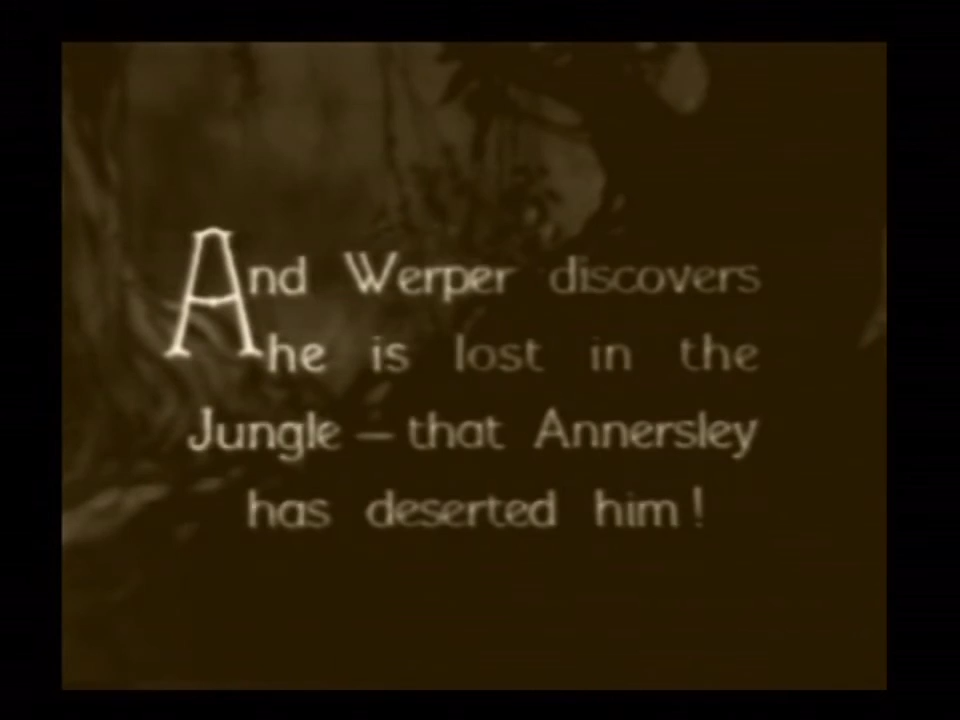 And Werper discovers
he is lost in the
Jungle — that Annersley
has deserted him!